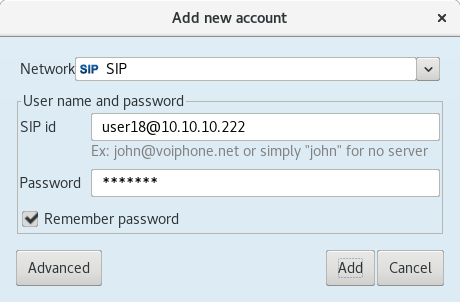 Add new account
Network SIP SIP
User name and password
SIP id user18@10.10.10.222
Ex: john@voiphone.net or simply "john" for no server
Password *******
Remember password
Advanced Add Cancel